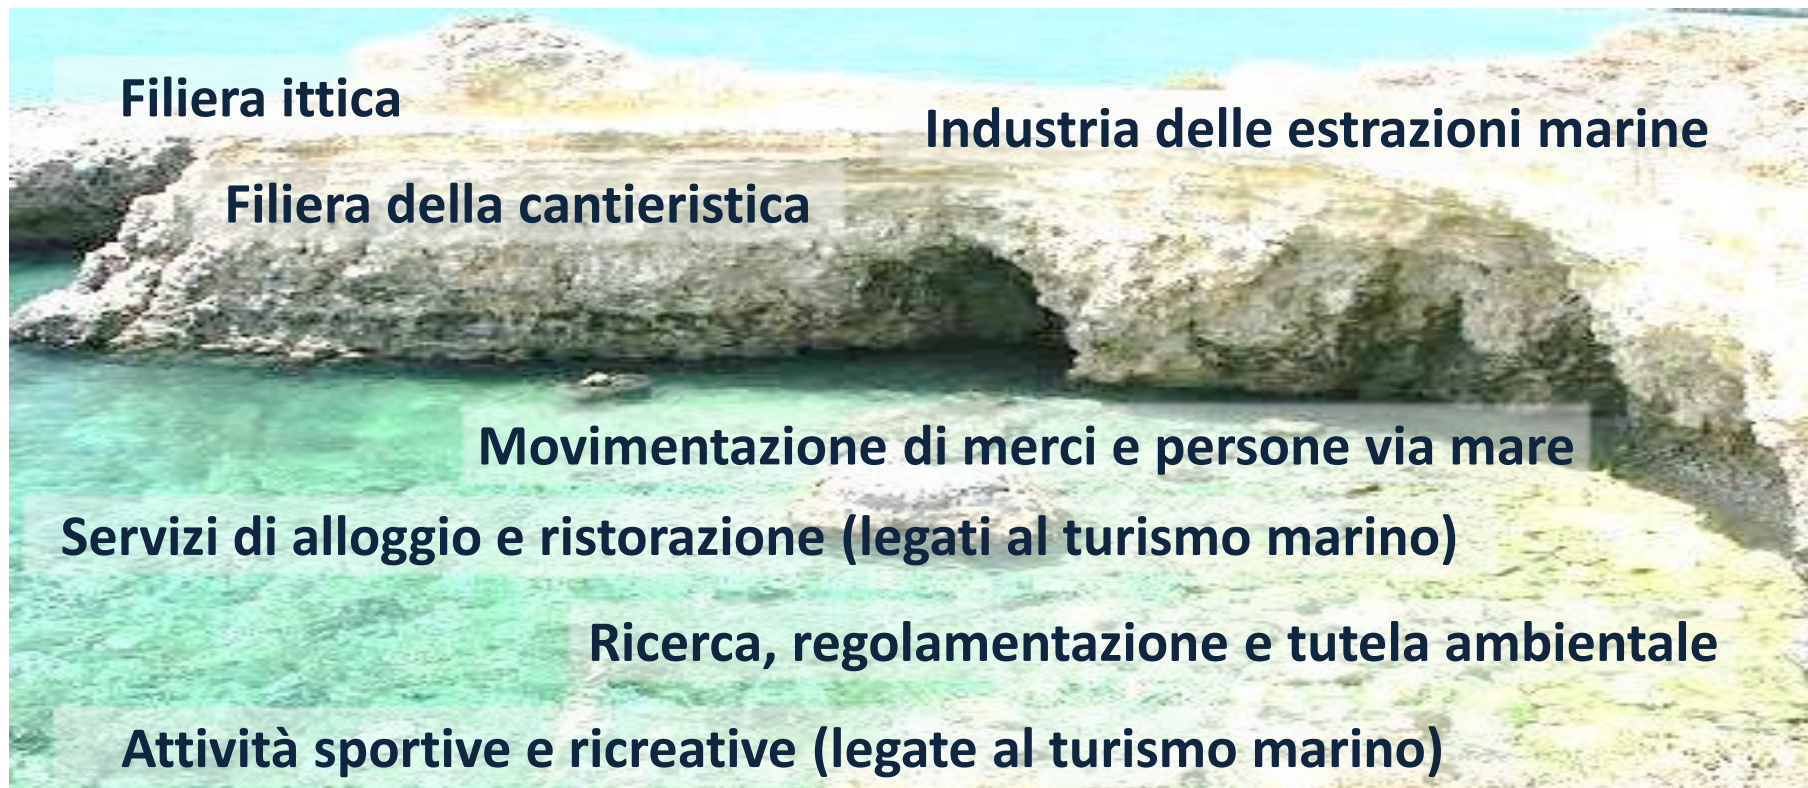 Filiera ittica
Industria delle estrazioni marine
Filiera della cantieristica
Movimentazione di merci e persone via mare
Servizi di alloggio e ristorazione (legati al turismo marino)
Ricerca, regolamentazione e tutela ambientale
Attività sportive e ricreative (legate al turismo marino)